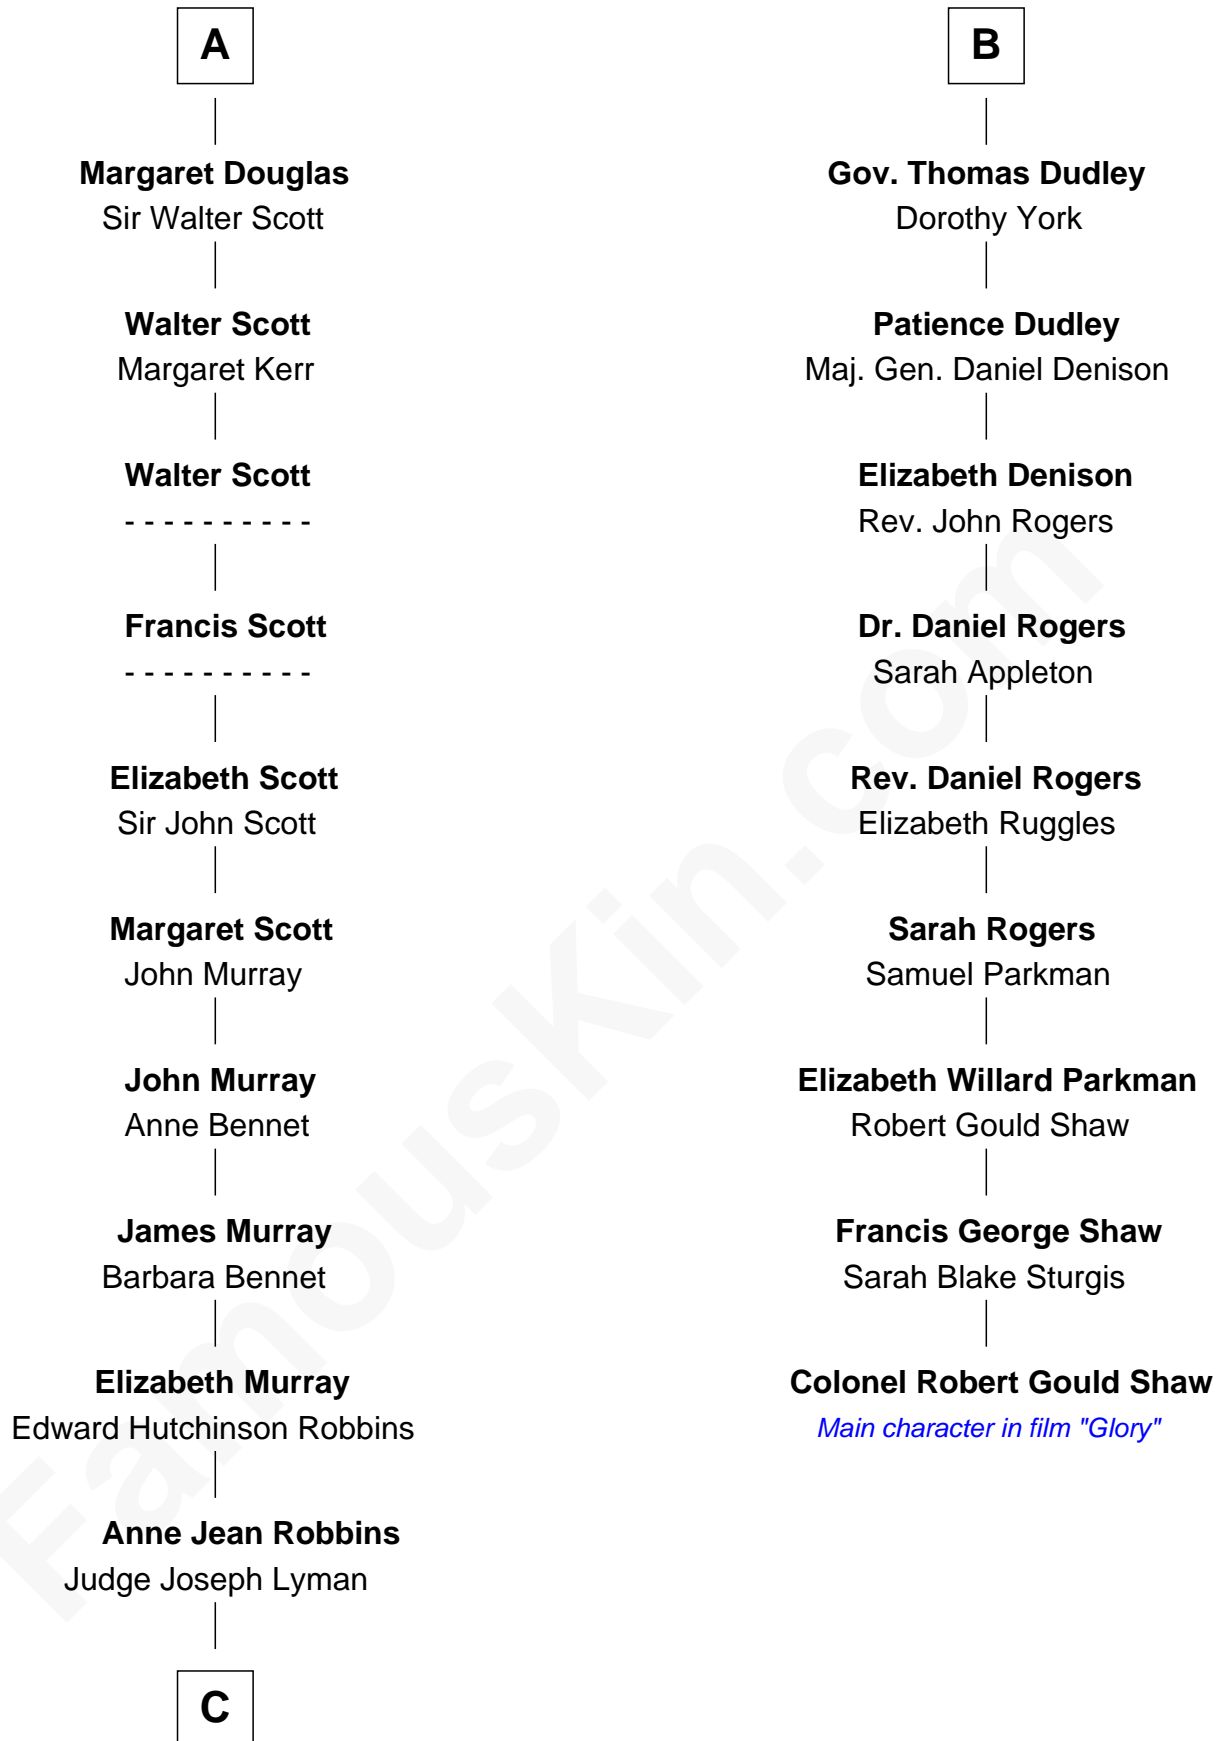 A
Margaret Douglas
Sir Walter Scott
Walter Scott
Margaret Kerr
Walter Scott
- - - - - - - - - -
Francis Scott
- - - - - - - - - -
Elizabeth Scott
Sir John Scott
Margaret Scott
John Murray
John Murray
Anne Bennet
James Murray
Barbara Bennet
Elizabeth Murray
Edward Hutchinson Robbins
Anne Jean Robbins
Judge Joseph Lyman
C
B
Gov. Thomas Dudley
Dorothy York
Patience Dudley
Maj. Gen. Daniel Denison
Elizabeth Denison
Rev. John Rogers
Dr. Daniel Rogers
Sarah Appleton
Rev. Daniel Rogers
Elizabeth Ruggles
Sarah Rogers
Samuel Parkman
Elizabeth Willard Parkman
Robert Gould Shaw
Francis George Shaw
Sarah Blake Sturgis
Colonel Robert Gould Shaw
Main character in film "Glory"
FamousKin.com